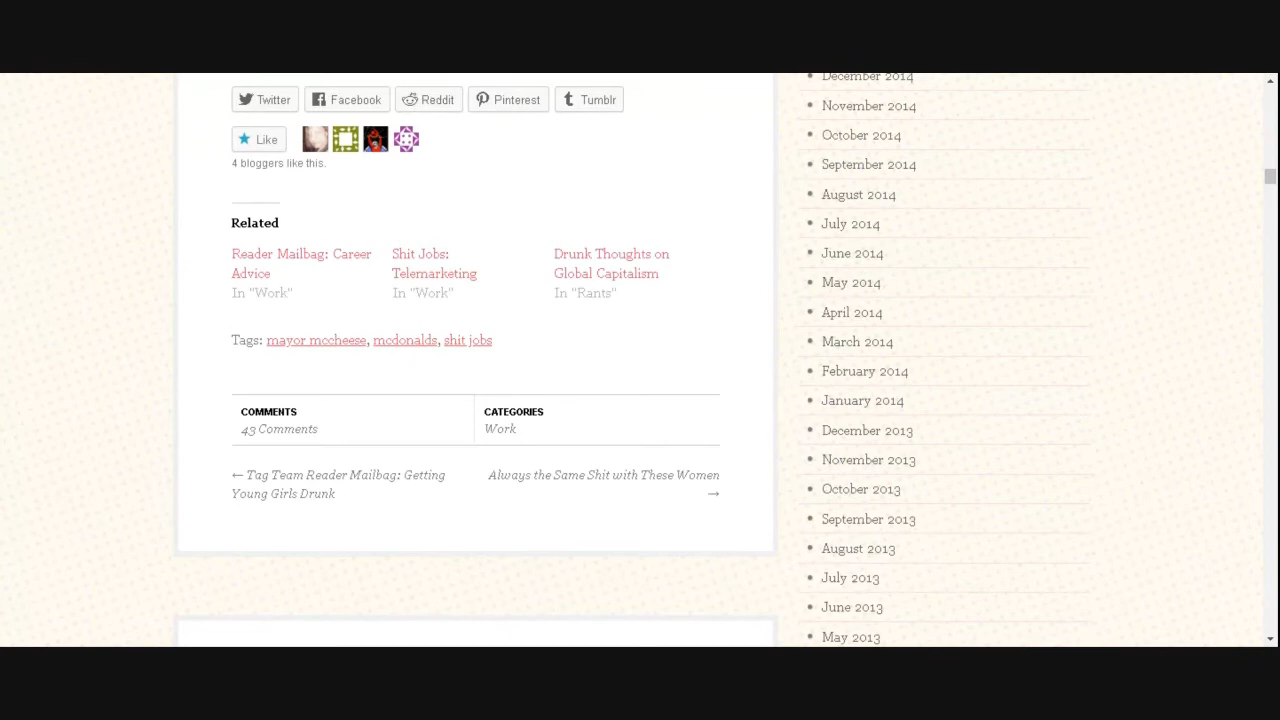 Twitter Facebook Reddit Pinterest Tumblr
Like
4 bloggers like this.
Related
Reader Mailbag: Career Advice
In "Work"
Shit Jobs: Telemarketing
In "Work"
Drunk Thoughts on Global Capitalism
In "Rants"
Tags: mayor mccheese, mcdonalds, shit jobs
COMMENTS
43 Comments
CATEGORIES
Work
← Tag Team Reader Mailbag: Getting
Young Girls Drunk
Always the Same Shit with These Women
→
December 2014
November 2014
October 2014
September 2014
August 2014
July 2014
June 2014
May 2014
April 2014
March 2014
February 2014
January 2014
December 2013
November 2013
October 2013
September 2013
August 2013
July 2013
June 2013
May 2013